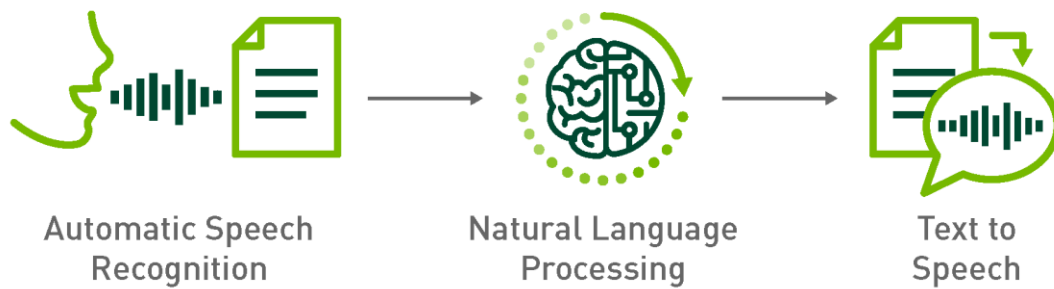 Automatic Speech
Recognition
Natural Language
Processing
Text to
Speech